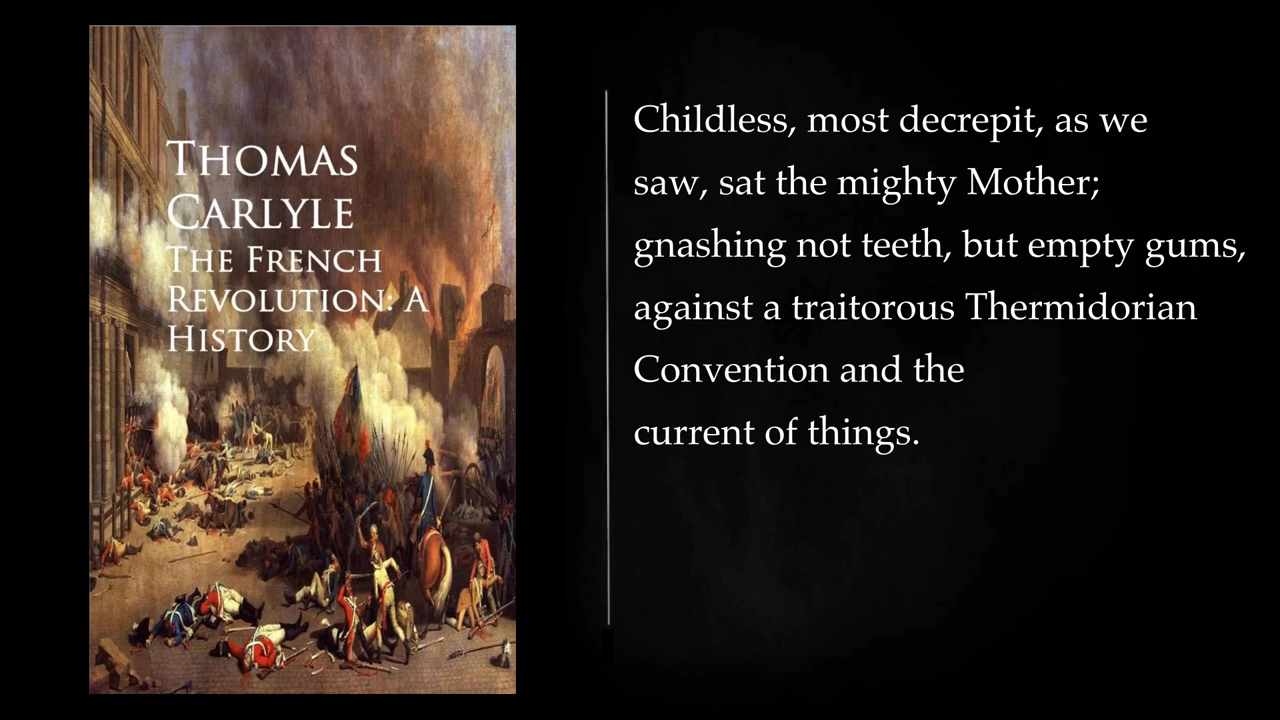 THOMAS
CARLYLE
THE FRENCH
REVOLUTION: A
HISTORY
Childless, most decrepit, as we
saw, sat the mighty Mother;
gnashing not teeth, but empty gums,
against a traitorous Thermidorian
Convention and the
current of things.